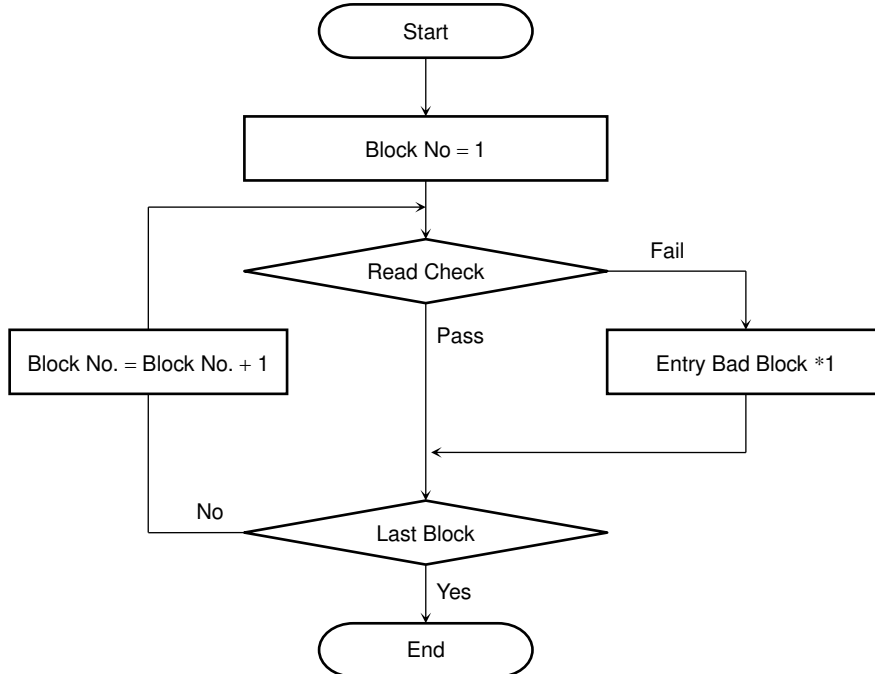 Start
Block No = 1
Read Check
Fail
Pass
Block No. = Block No. + 1
Entry Bad Block *1
No
Last Block
Yes
End